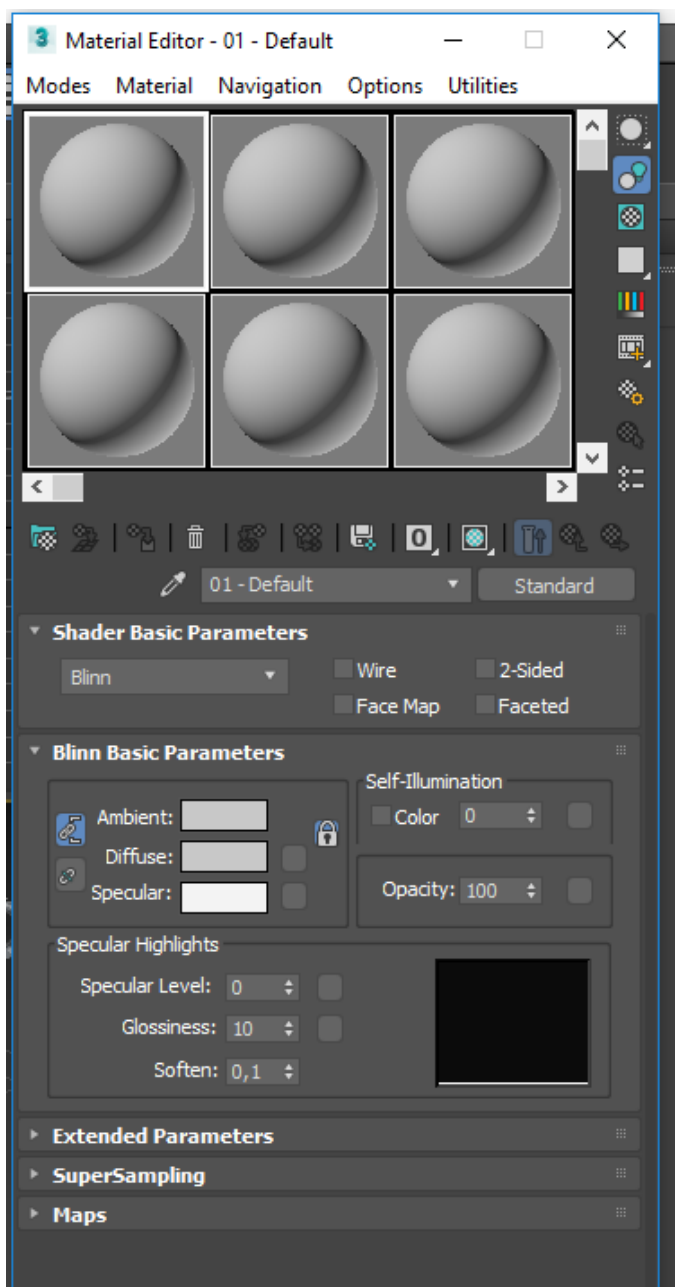 3 Material Editor - 01 - Default
Modes Material Navigation Options Utilities
0
01 - Default Standard
Shader Basic Parameters
Blinn Wire 2-Sided
Face Map Faceted
Blinn Basic Parameters
Self-Illumination
Ambient: Color 0
Diffuse:
Specular: Opacity: 100
Specular Highlights
Specular Level: 0
Glossiness: 10
Soften: 0,1
Extended Parameters
SuperSampling
Maps